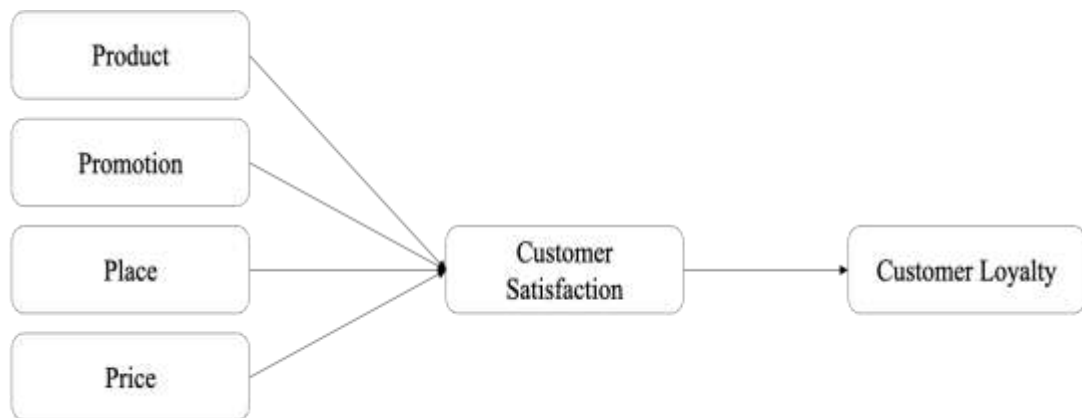 Product
Promotion
Place
Price
Customer
Satisfaction
Customer Loyalty